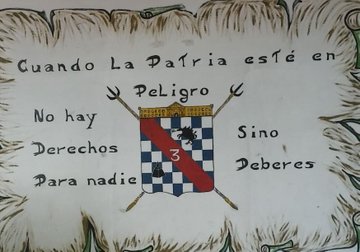 Cuando La Patria esté en
Peligro
No hay
Derechos
Para nadie
3
Sino
Deberes